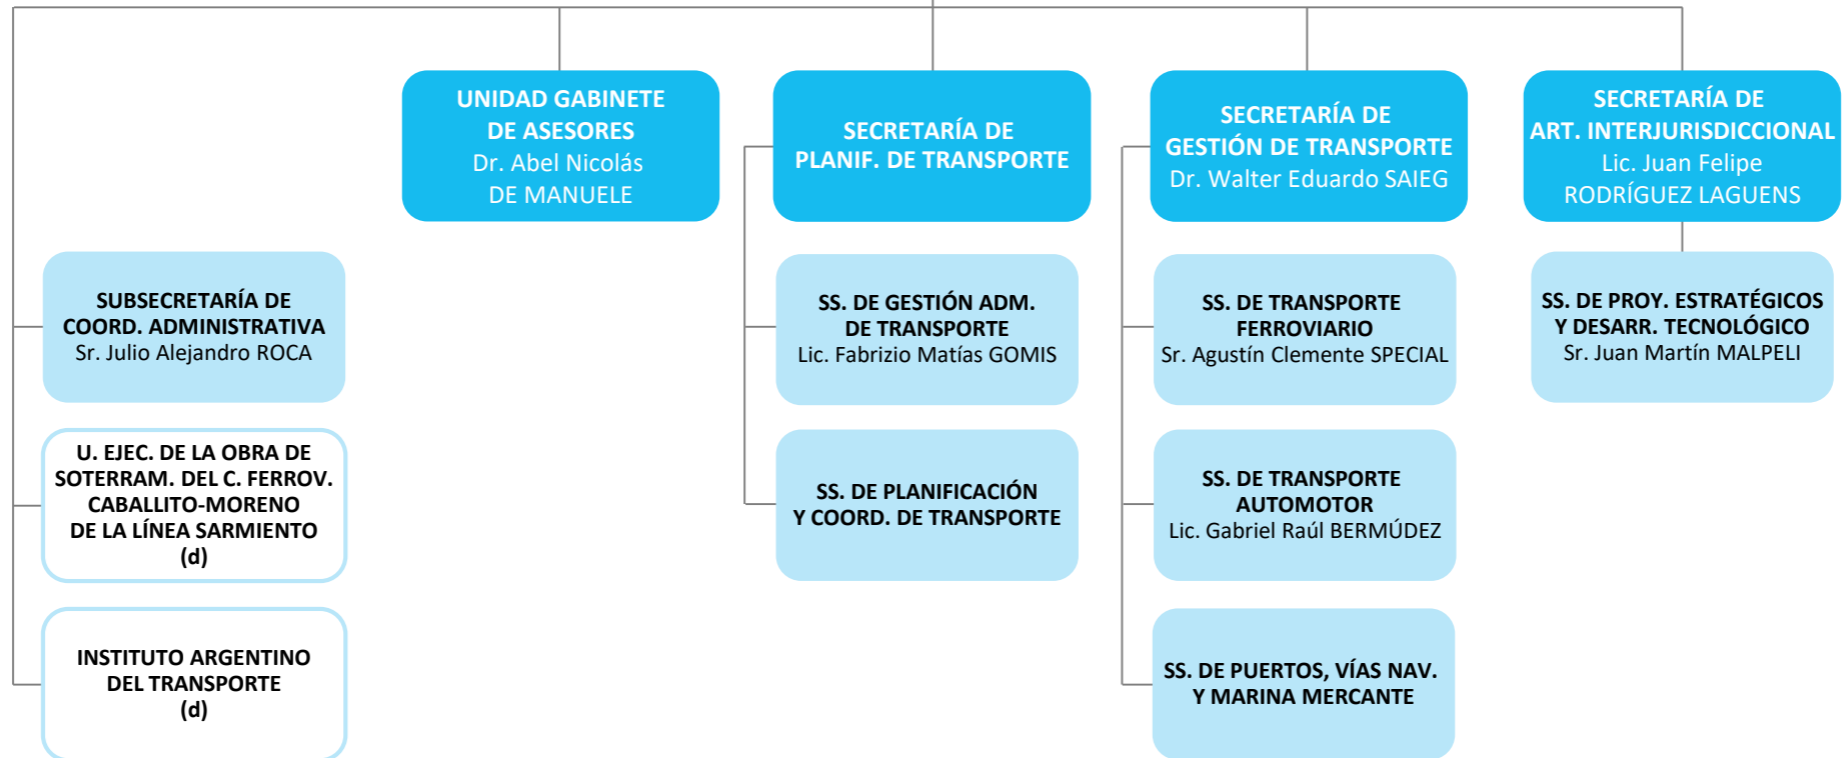 UNIDAD GABINETE
DE ASESORES
Dr. Abel Nicolás
DE MANUELE
SECRETARÍA DE
PLANIF. DE TRANSPORTE
SECRETARÍA DE
GESTIÓN DE TRANSPORTE
Dr. Walter Eduardo SAIEG
SECRETARÍA DE
ART. INTERJURISDICCIONAL
Lic. Juan Felipe
RODRÍGUEZ LAGUENS
SUBSECRETARÍA DE
COORD. ADMINISTRATIVA
Sr. Julio Alejandro ROCA
SS. DE GESTIÓN ADM.
DE TRANSPORTE
Lic. Fabrizio Matías GOMIS
SS. DE TRANSPORTE
FERROVIARIO
Sr. Agustín Clemente SPECIAL
SS. DE PROY. ESTRATÉGICOS
Y DESARR. TECNOLÓGICO
Sr. Juan Martín MALPELI
U. EJEC. DE LA OBRA DE
SOTERRAM. DEL C. FERROV.
CABALLITO-MORENO
DE LA LÍNEA SARMIENTO
(d)
SS. DE PLANIFICACIÓN
Y COORD. DE TRANSPORTE
SS. DE TRANSPORTE
AUTOMOTOR
Lic. Gabriel Raúl BERMÚDEZ
INSTITUTO ARGENTINO
DEL TRANSPORTE
(d)
SS. DE PUERTOS, VÍAS NAV.
Y MARINA MERCANTE